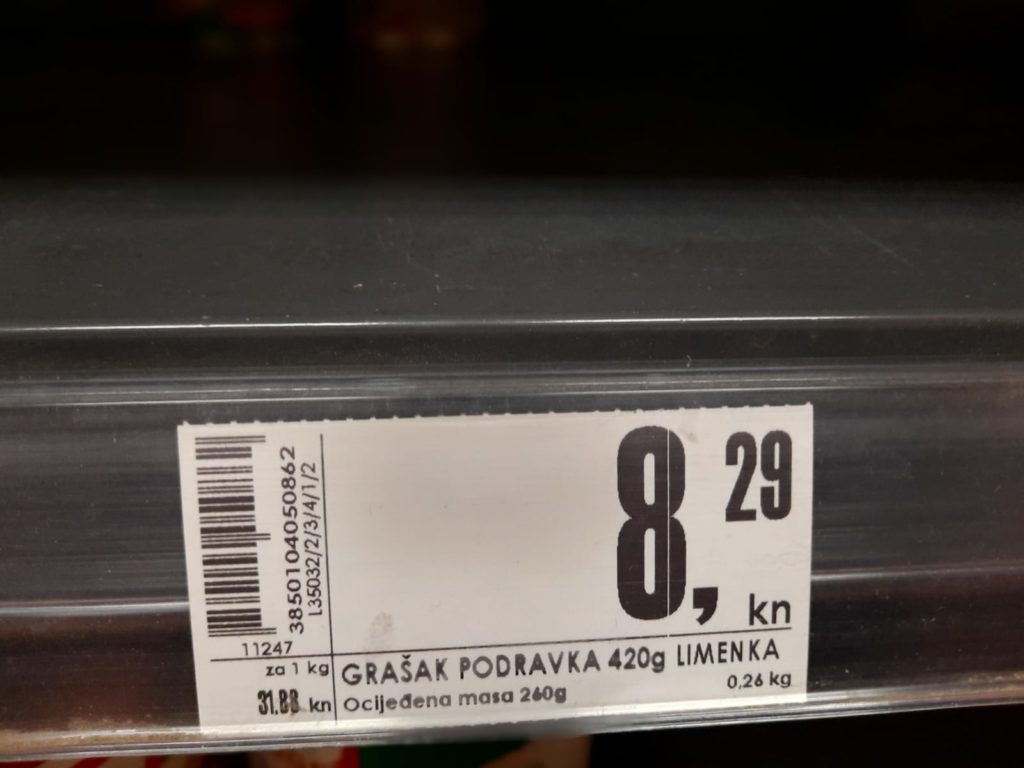 8,29 kn
3850104050862
L35032/2/3/4/1/2
11247
za 1 kg
31.88 kn
GRAŠAK PODRAVKA 420g LIMENKA
Ocijeđena masa 260g
0,26 kg